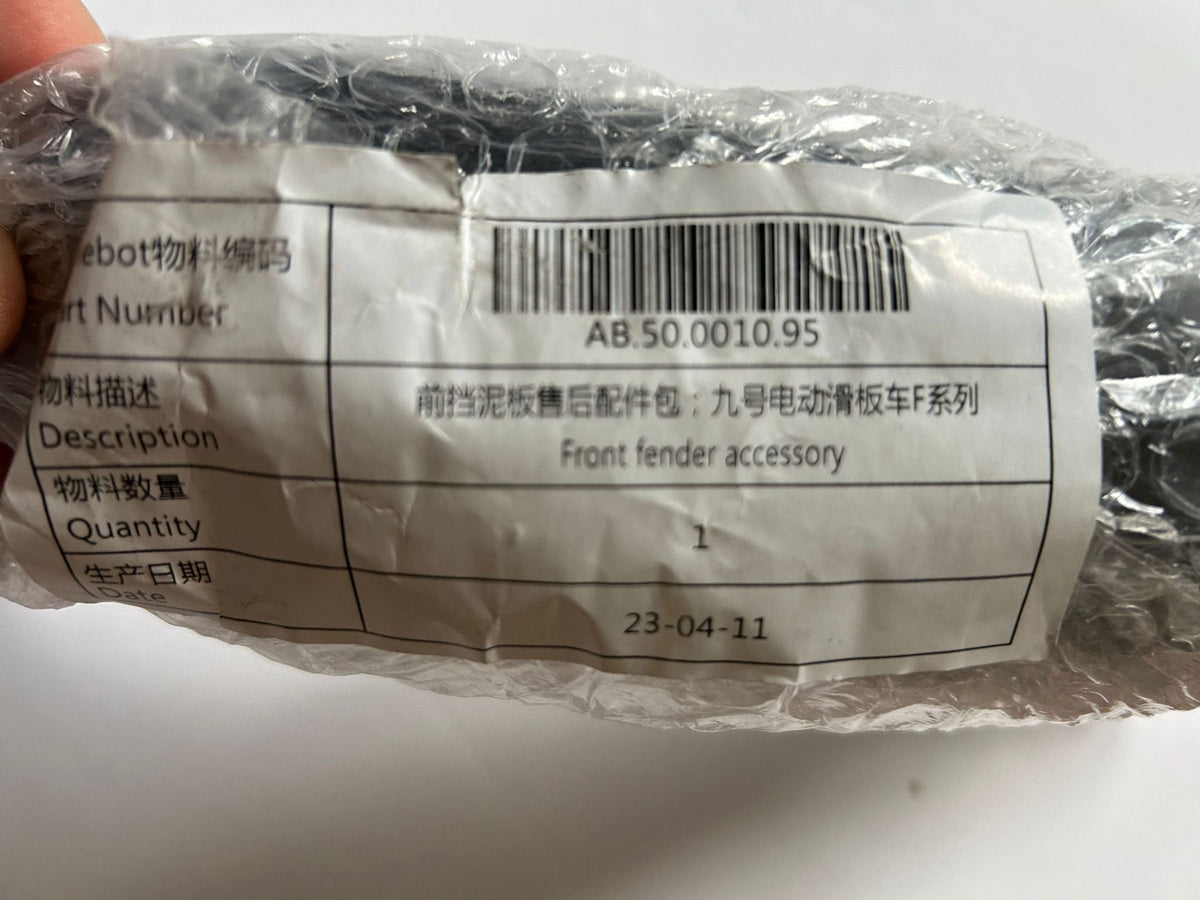 ebot物料编码
rt Number
AB.50.0010.95
物料描述
Description
前挡泥板售后配件包；九号电动滑板车F系列
Front fender accessory
物料数量
Quantity
1
生产日期
Date
23-04-11